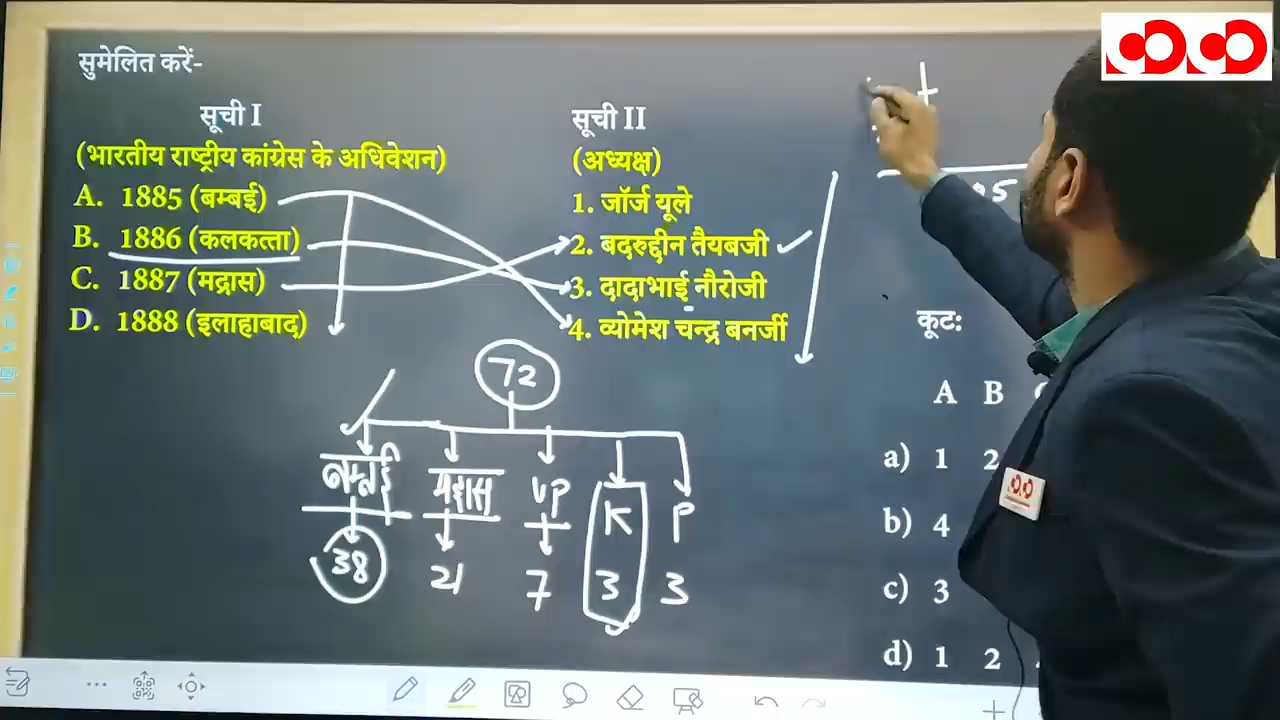 सुमेलित करें-
सूची I
सूची II
(भारतीय राष्ट्रीय कांग्रेस के अधिवेशन)
(अध्यक्ष)
A. 1885 (बम्बई)
1. जॉर्ज यूले
B. 1886 (कलकत्ता)
2. बदरुद्दीन तैयबजी
C. 1887 (मद्रास)
3. दादाभाई नौरोजी
D. 1888 (इलाहाबाद)
4. व्योमेश चन्द्र बनर्जी
72
बम्बई मद्रास UP K P
38 21 7 3 3
कूटः
A B
a) 1 2
b) 4
c) 3
d) 1 2